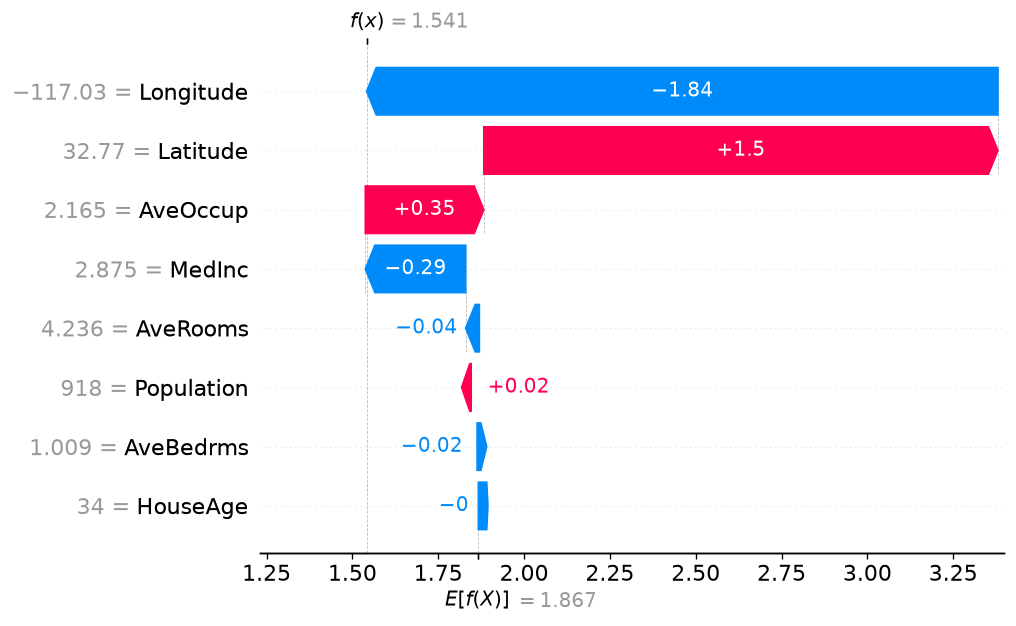 f(x) = 1.541
−117.03 = Longitude −1.84
32.77 = Latitude +1.5
2.165 = AveOccup +0.35
2.875 = MedInc −0.29
4.236 = AveRooms −0.04
918 = Population +0.02
1.009 = AveBedrms −0.02
34 = HouseAge −0
1.25 1.50 1.75 2.00 2.25 2.50 2.75 3.00 3.25
E[f(X)] = 1.867